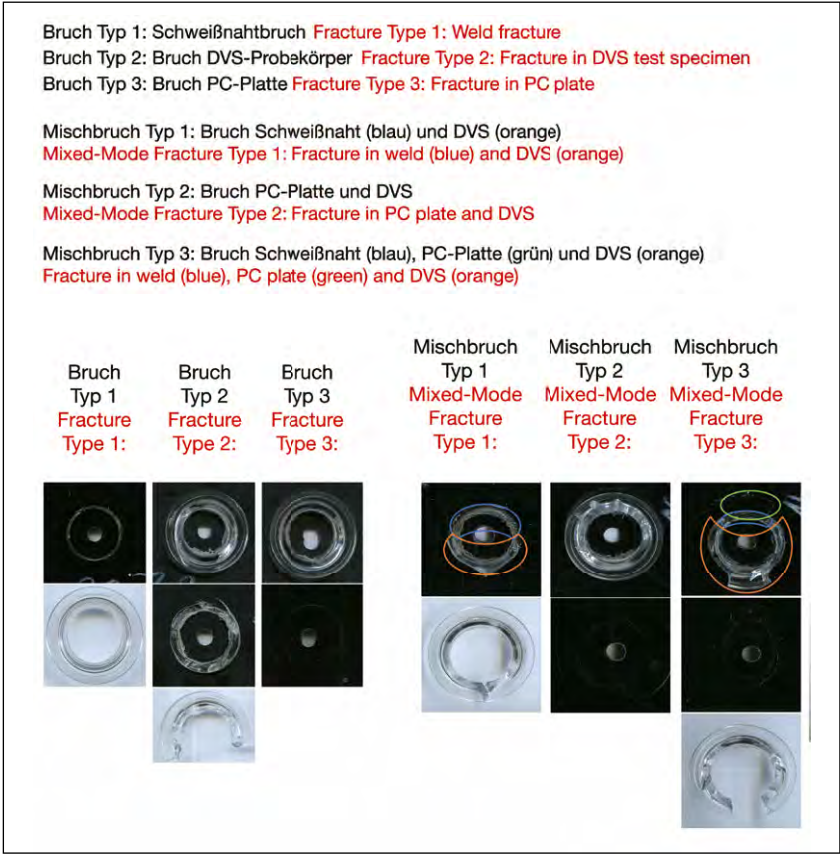 Bruch Typ 1: Schweißnahtbruch Fracture Type 1: Weld fracture
Bruch Typ 2: Bruch DVS-Probekörper Fracture Type 2: Fracture in DVS test specimen
Bruch Typ 3: Bruch PC-Platte Fracture Type 3: Fracture in PC plate
Mischbruch Typ 1: Bruch Schweißnaht (blau) und DVS (orange)
Mixed-Mode Fracture Type 1: Fracture in weld (blue) and DVS (orange)
Mischbruch Typ 2: Bruch PC-Platte und DVS
Mixed-Mode Fracture Type 2: Fracture in PC plate and DVS
Mischbruch Typ 3: Bruch Schweißnaht (blau), PC-Platte (grün) und DVS (orange)
Fracture in weld (blue), PC plate (green) and DVS (orange)
Bruch
Typ 1
Fracture
Type 1:
Bruch
Typ 2
Fracture
Type 2:
Bruch
Typ 3
Fracture
Type 3:
Mischbruch
Typ 1
Mixed-Mode
Fracture
Type 1:
Mischbruch
Typ 2
Mixed-Mode
Fracture
Type 2:
Mischbruch
Typ 3
Mixed-Mode
Fracture
Type 3: